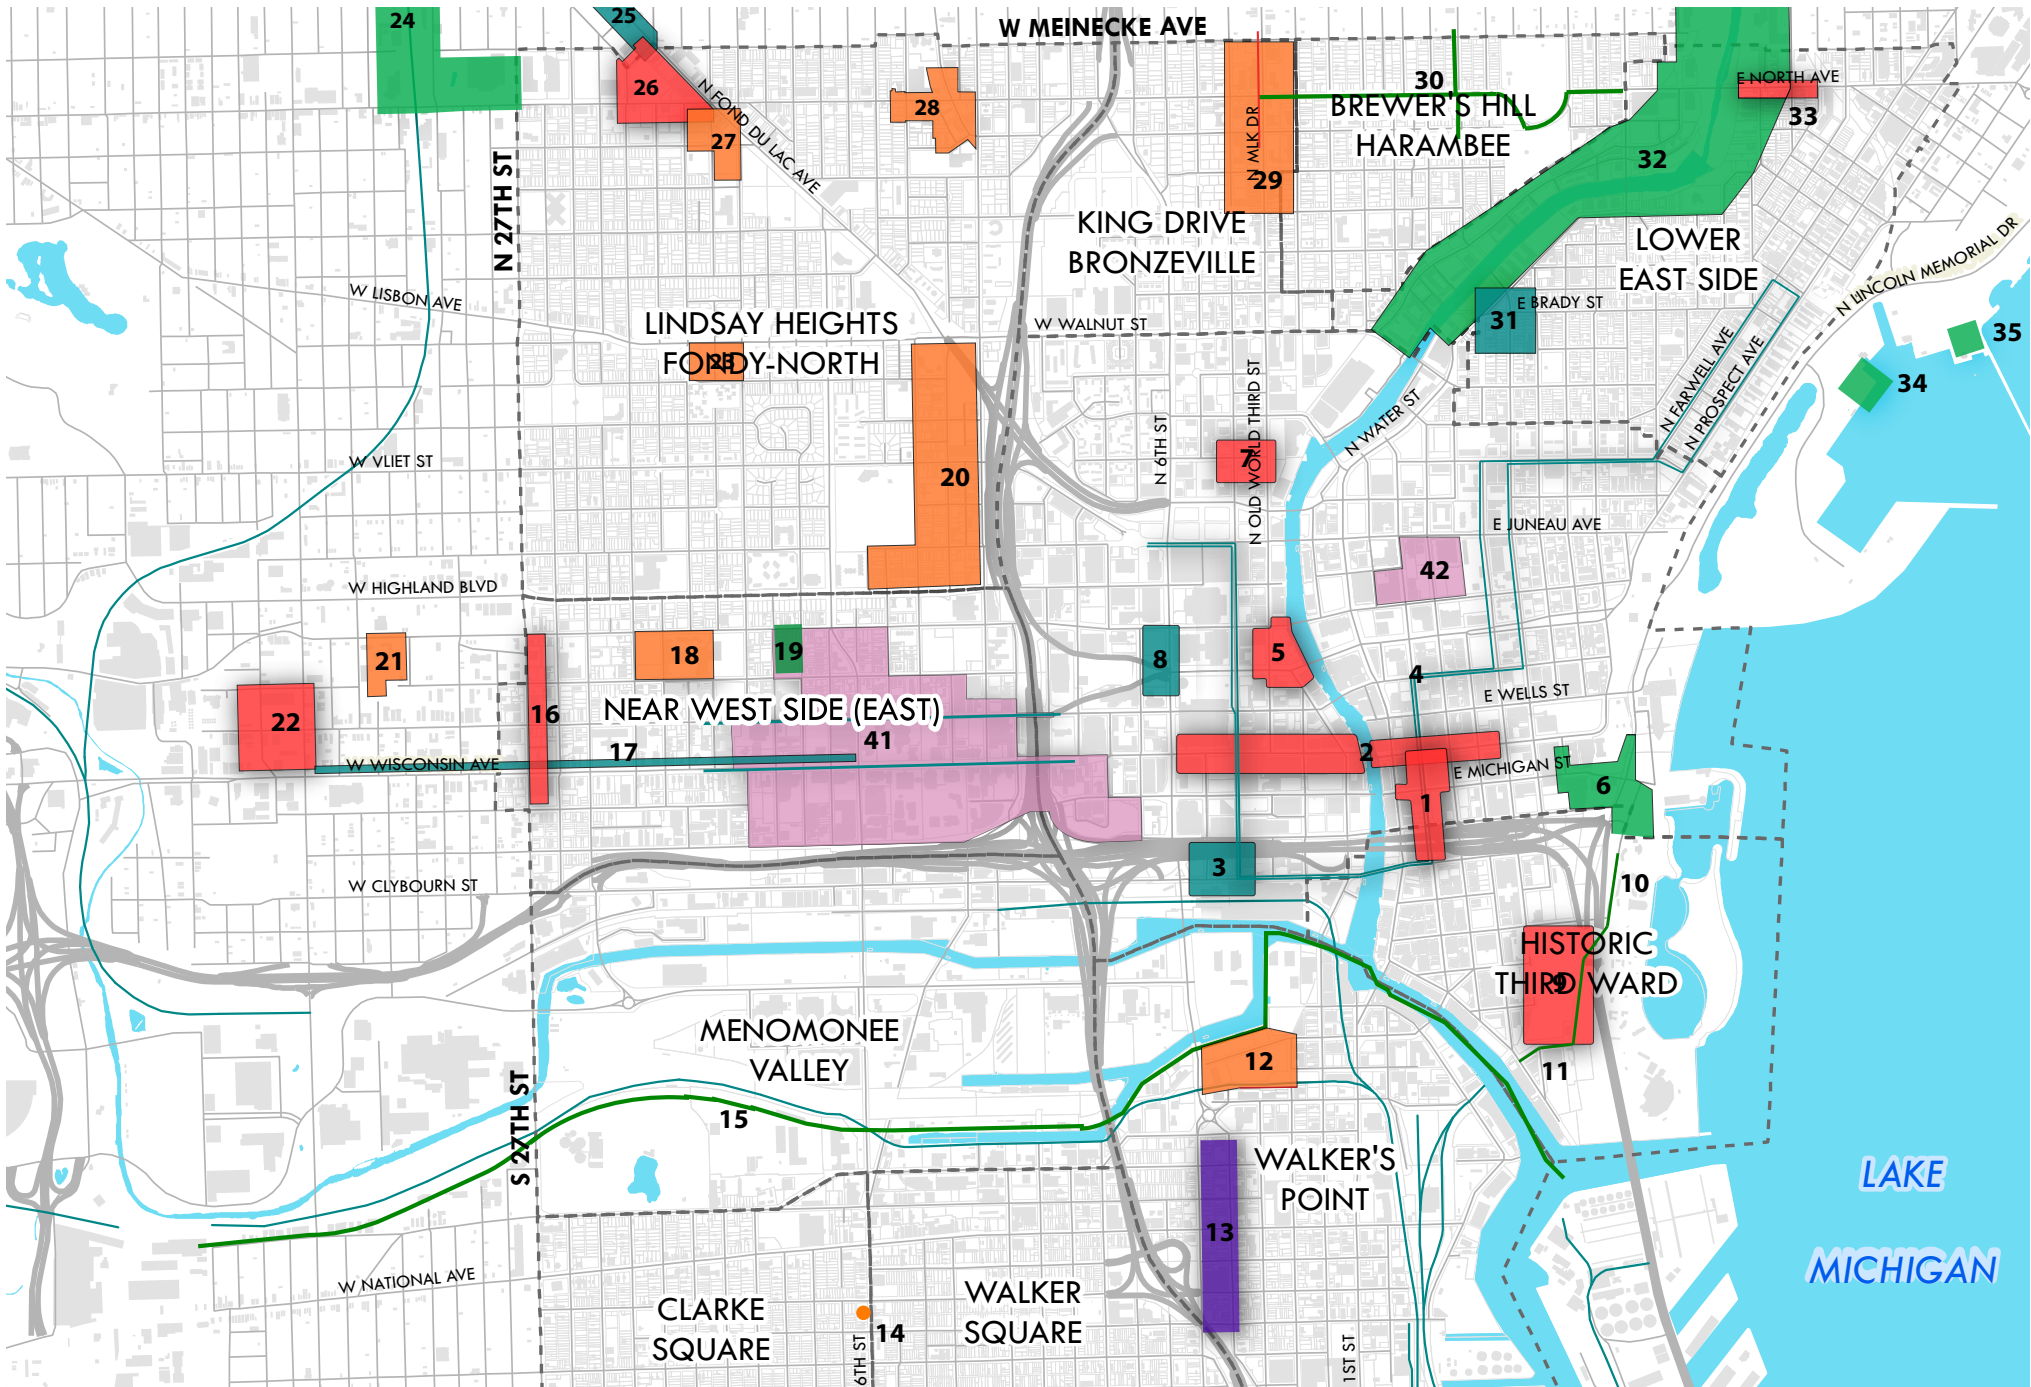 24
25
W MEINECKE AVE
E NORTH AVE
26
30
28
N FOND DU LAC AVE
BREWER'S HILL
HARAMBEE
33
27
N MLK DR
32
29
N 27TH ST
KING DRIVE
BRONZEVILLE
LOWER
EAST SIDE
N LINCOLN MEMORIAL DR
W LISBON AVE
E BRADY ST
31
LINDSAY HEIGHTS
FONDY-NORTH
23
W WALNUT ST
35
34
N FARWELL AVE
N PROSPECT AVE
N WATER ST
N OLD WORLD THIRD ST
N 6TH ST
7
W VLIET ST
20
E JUNEAU AVE
42
W HIGHLAND BLVD
21
18
19
8
5
4
E WELLS ST
22
16
NEAR WEST SIDE (EAST)
41
17
2
W WISCONSIN AVE
E MICHIGAN ST
6
1
3
W CLYBOURN ST
10
HISTORIC
THIRD WARD
9
MENOMONEE
VALLEY
12
11
S 27TH ST
15
WALKER'S
POINT
LAKE
MICHIGAN
13
W NATIONAL AVE
CLARKE
SQUARE
WALKER
SQUARE
14
6TH ST
1ST ST